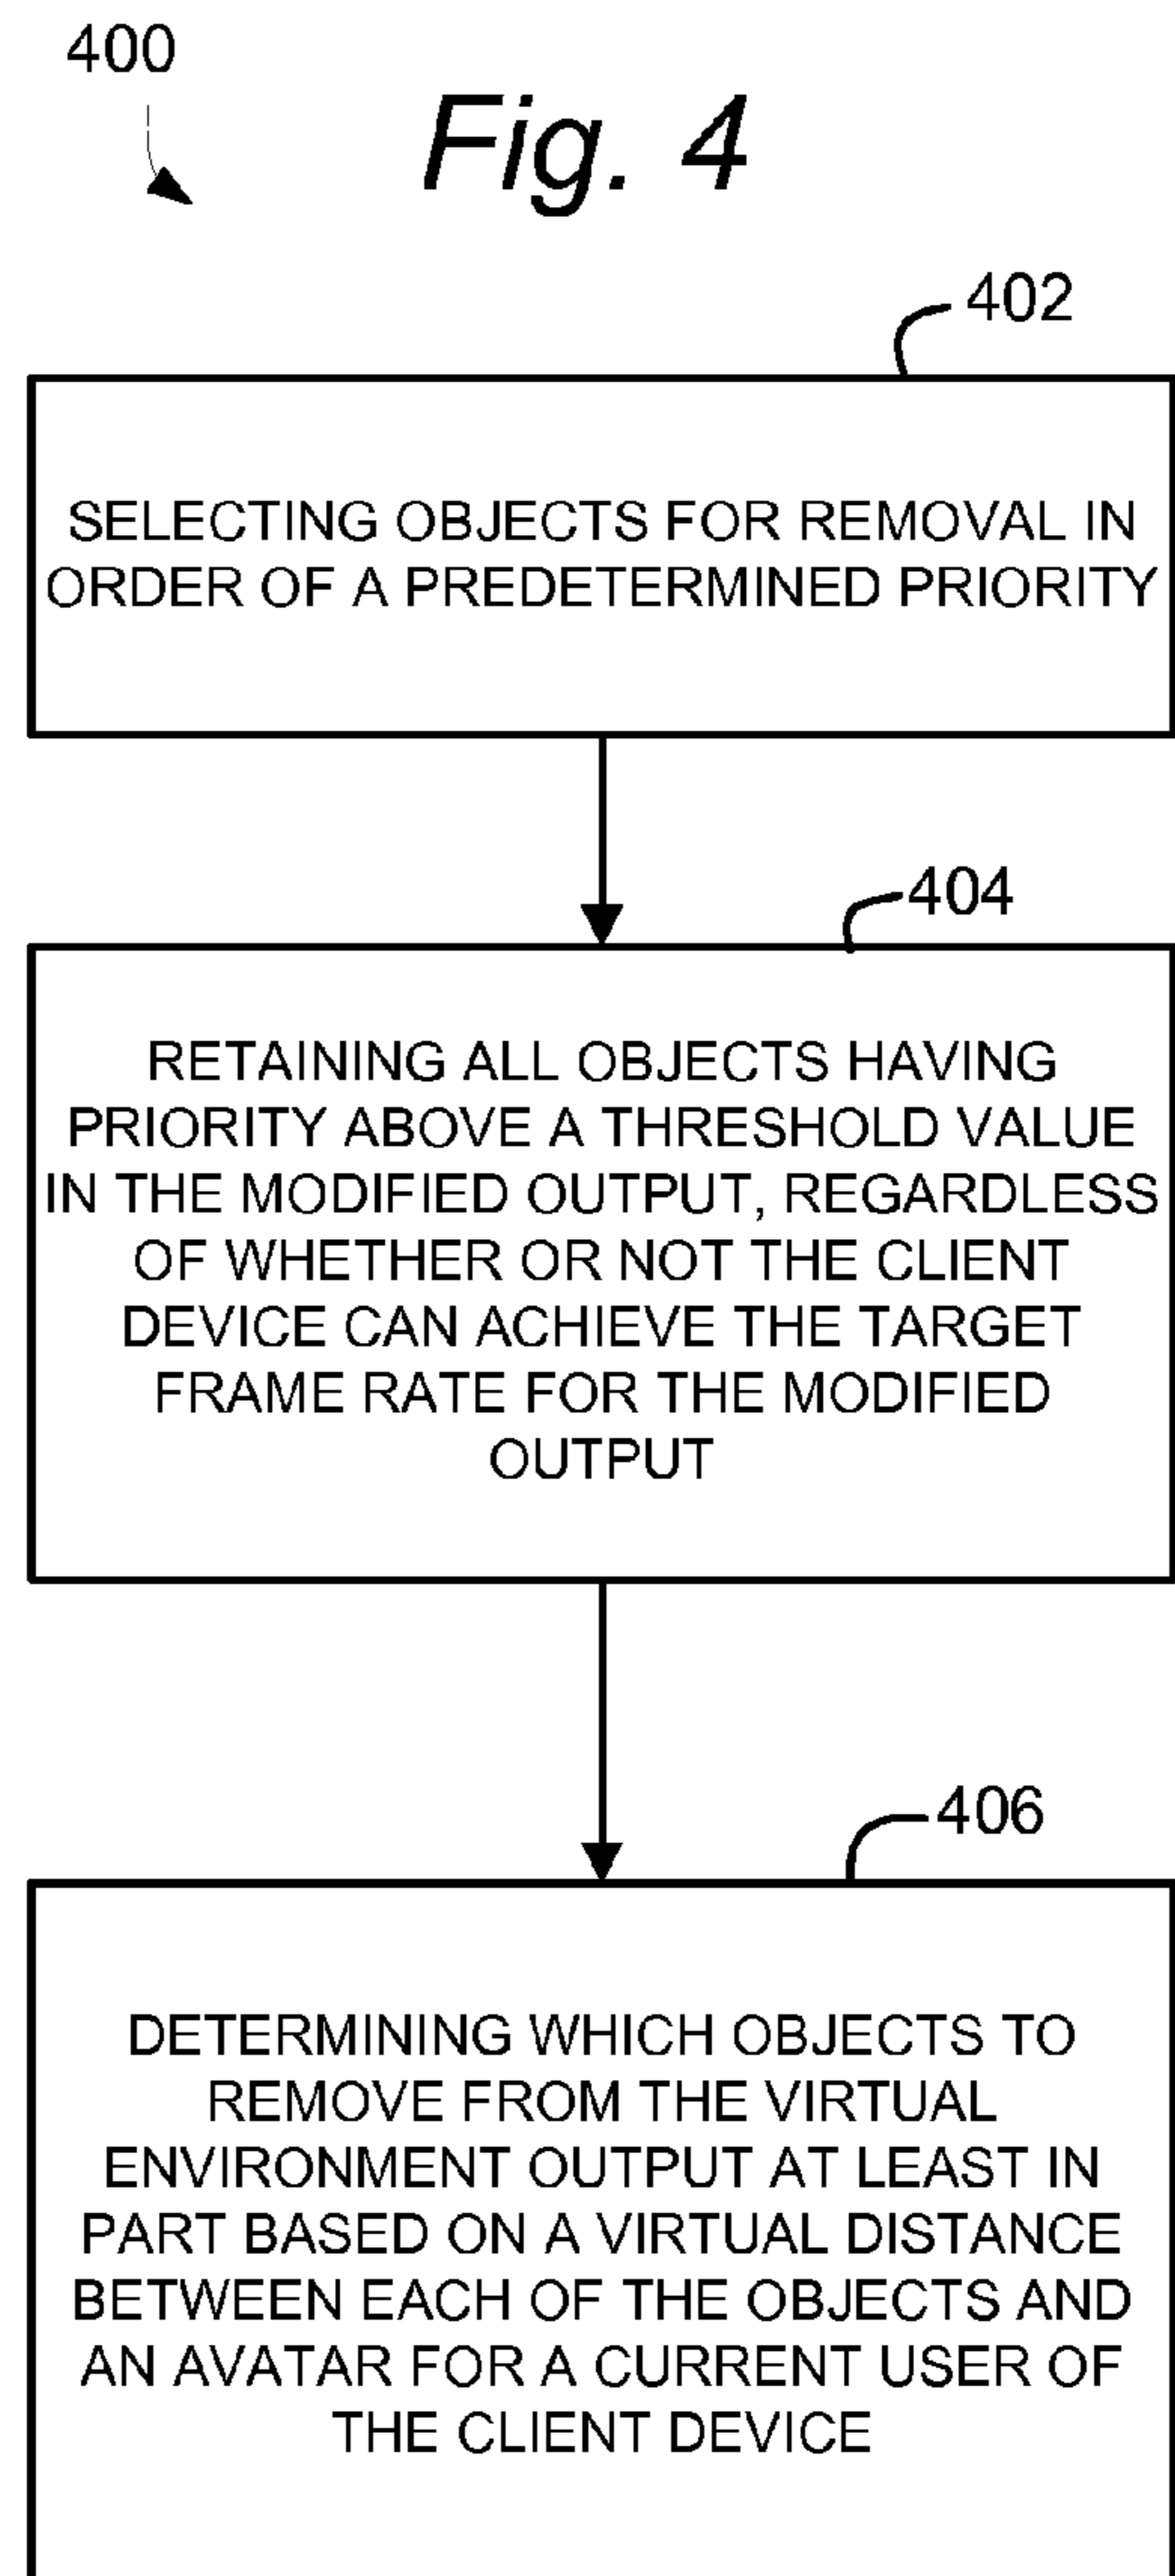 400
Fig. 4
402
SELECTING OBJECTS FOR REMOVAL IN
ORDER OF A PREDETERMINED PRIORITY
404
RETAINING ALL OBJECTS HAVING
PRIORITY ABOVE A THRESHOLD VALUE
IN THE MODIFIED OUTPUT, REGARDLESS
OF WHETHER OR NOT THE CLIENT
DEVICE CAN ACHIEVE THE TARGET
FRAME RATE FOR THE MODIFIED
OUTPUT
406
DETERMINING WHICH OBJECTS TO
REMOVE FROM THE VIRTUAL
ENVIRONMENT OUTPUT AT LEAST IN
PART BASED ON A VIRTUAL DISTANCE
BETWEEN EACH OF THE OBJECTS AND
AN AVATAR FOR A CURRENT USER OF
THE CLIENT DEVICE